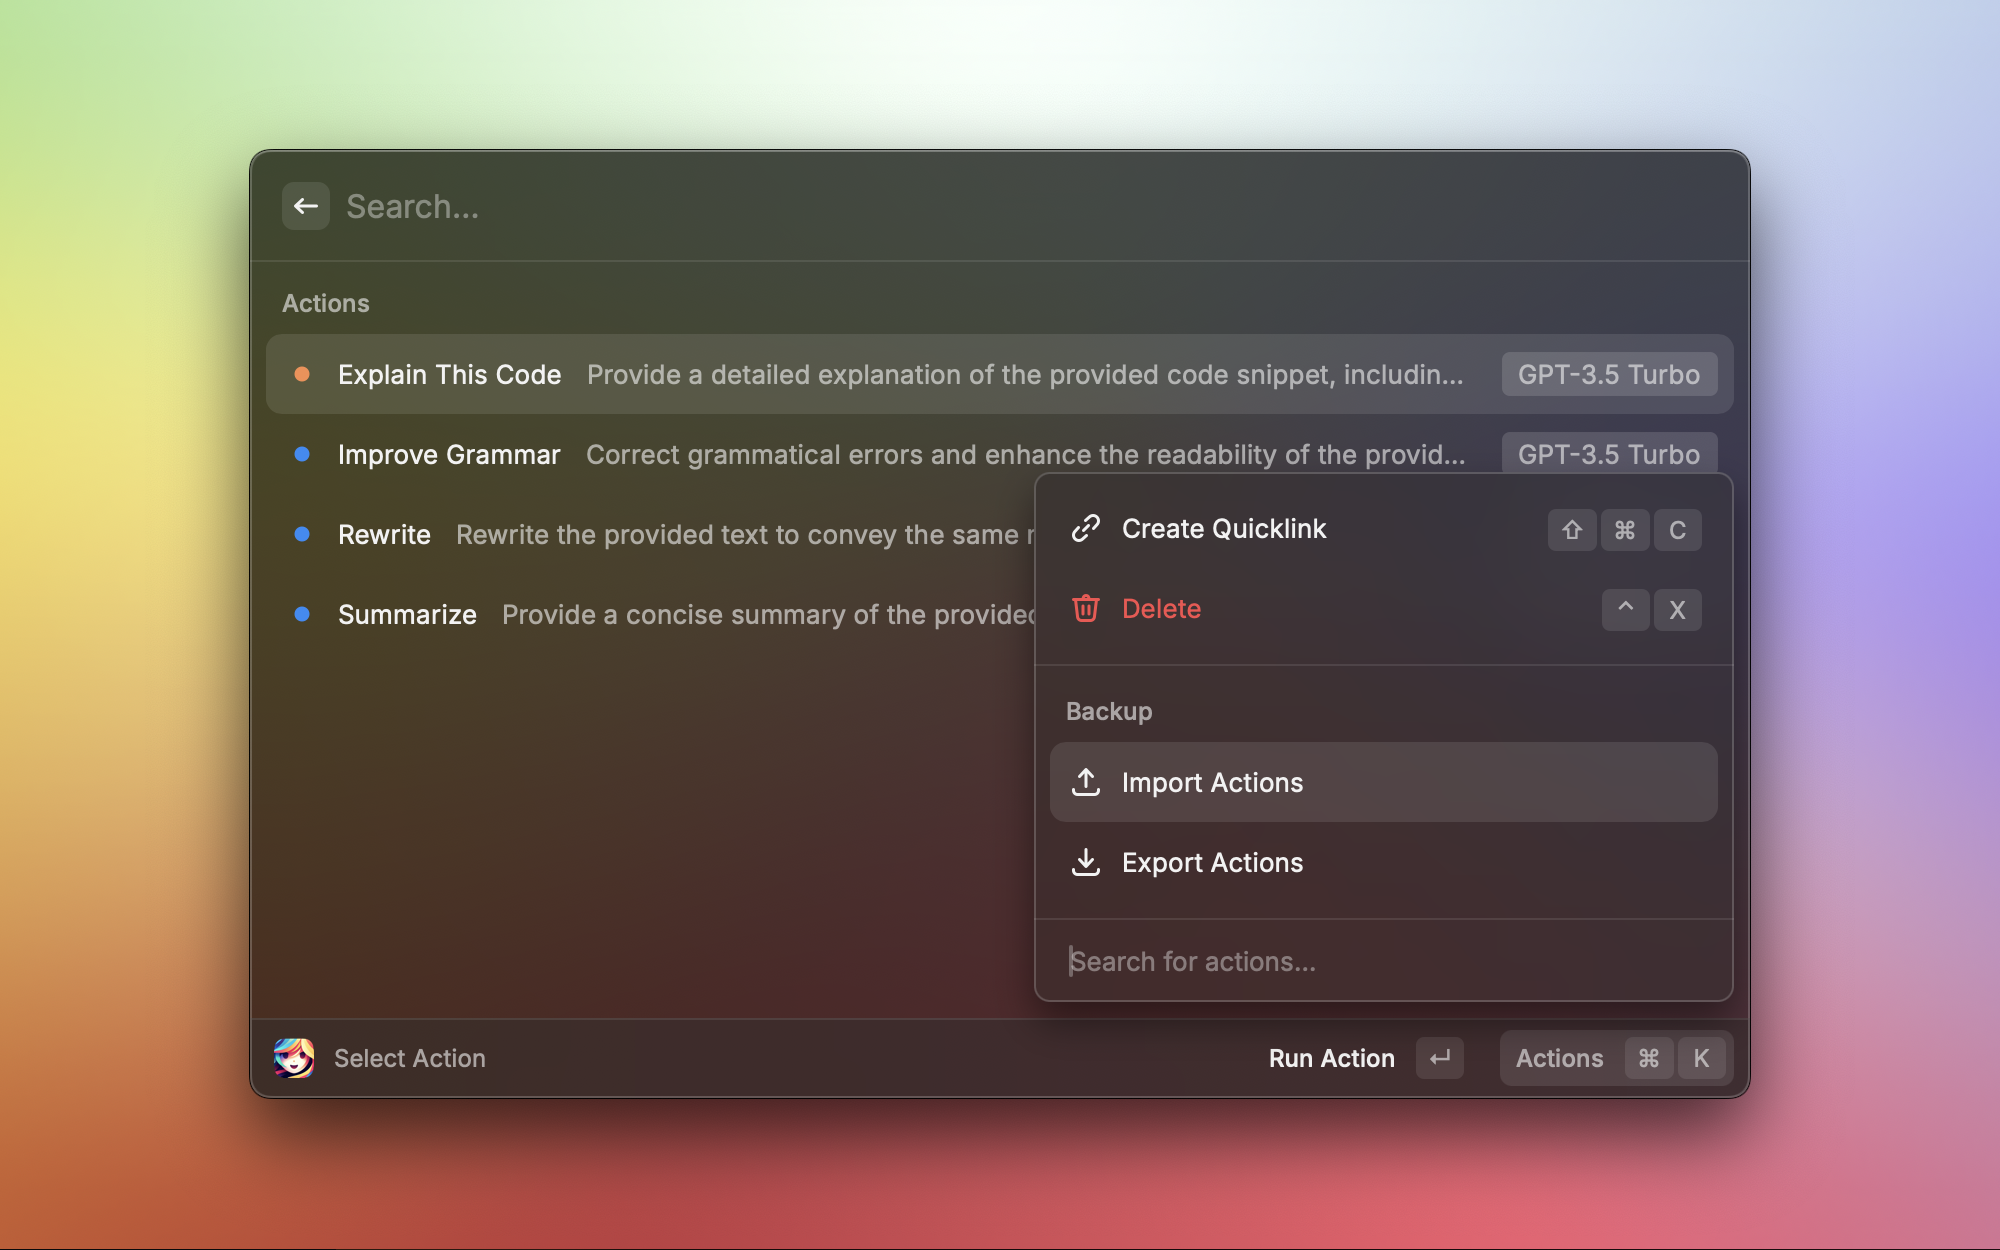 Search...
Actions
Explain This Code Provide a detailed explanation of the provided code snippet, includin... GPT-3.5 Turbo
Improve Grammar Correct grammatical errors and enhance the readability of the provid... GPT-3.5 Turbo
Rewrite Rewrite the provided text to convey the same
Summarize Provide a concise summary of the provided
Create Quicklink ⇧ ⌘ C
Delete ^ X
Backup
Import Actions
Export Actions
Search for actions...
Select Action Run Action ↵ Actions ⌘ K